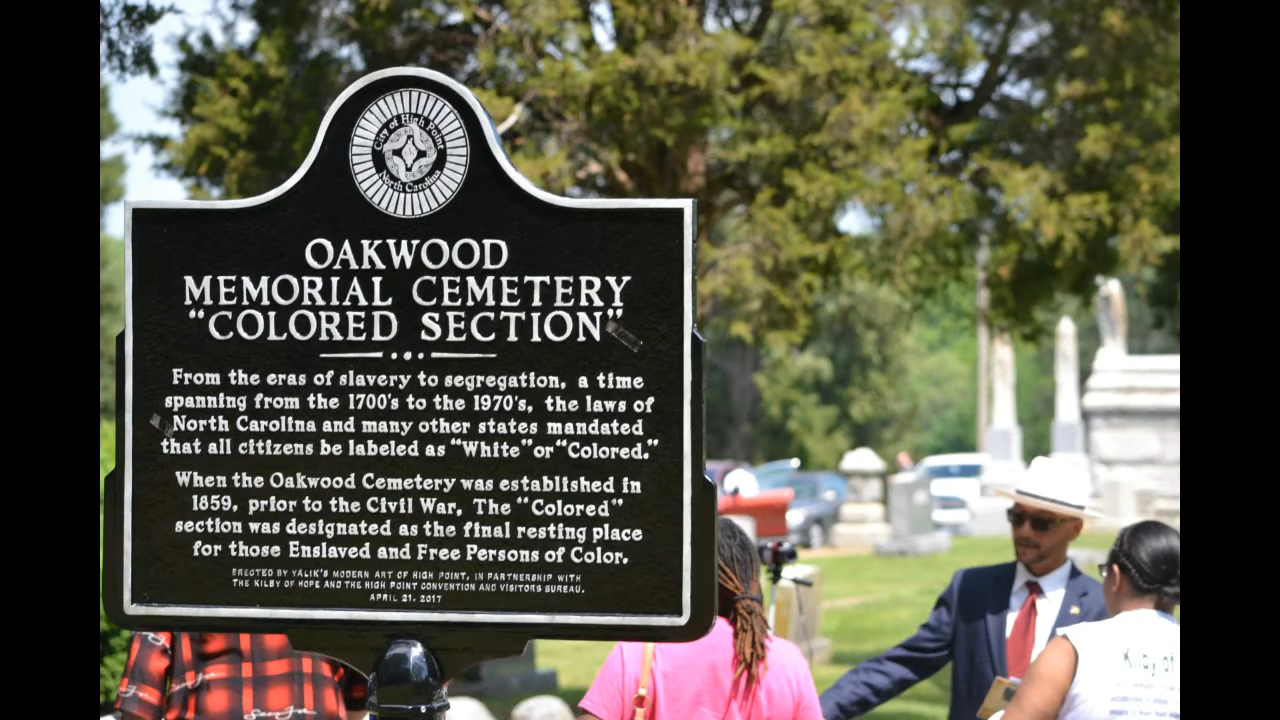 City of High Point
North Carolina
OAKWOOD
MEMORIAL CEMETERY
"COLORED SECTION"
From the eras of slavery to segregation, a time
spanning from the 1700's to the 1970's, the laws of
North Carolina and many other states mandated
that all citizens be labeled as "White" or "Colored."
When the Oakwood Cemetery was established in
1859, prior to the Civil War, The "Colored"
section was designated as the final resting place
for those Enslaved and Free Persons of Color.
ERECTED BY YALIK'S MODERN ART OF HIGH POINT, IN PARTNERSHIP WITH
THE KILBY OF HOPE AND THE HIGH POINT CONVENTION AND VISITORS BUREAU.
APRIL 21, 2017
of